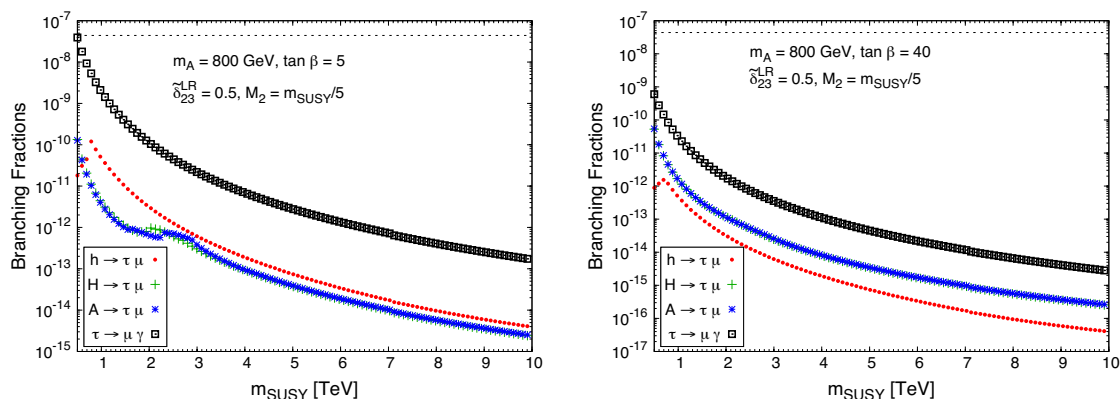 Branching Fractions
10⁻⁷
10⁻⁸
10⁻⁹
10⁻¹⁰
10⁻¹¹
10⁻¹²
10⁻¹³
10⁻¹⁴
10⁻¹⁵
m_A = 800 GeV, tan β = 5
δ̃₂₃^LR = 0.5, M₂ = m_SUSY/5
h → τ μ
H → τ μ
A → τ μ
τ → μ γ
1 2 3 4 5 6 7 8 9 10
m_SUSY [TeV]
Branching Fractions
10⁻⁷
10⁻⁸
10⁻⁹
10⁻¹⁰
10⁻¹¹
10⁻¹²
10⁻¹³
10⁻¹⁴
10⁻¹⁵
10⁻¹⁶
10⁻¹⁷
m_A = 800 GeV, tan β = 40
δ̃₂₃^LR = 0.5, M₂ = m_SUSY/5
h → τ μ
H → τ μ
A → τ μ
τ → μ γ
1 2 3 4 5 6 7 8 9 10
m_SUSY [TeV]